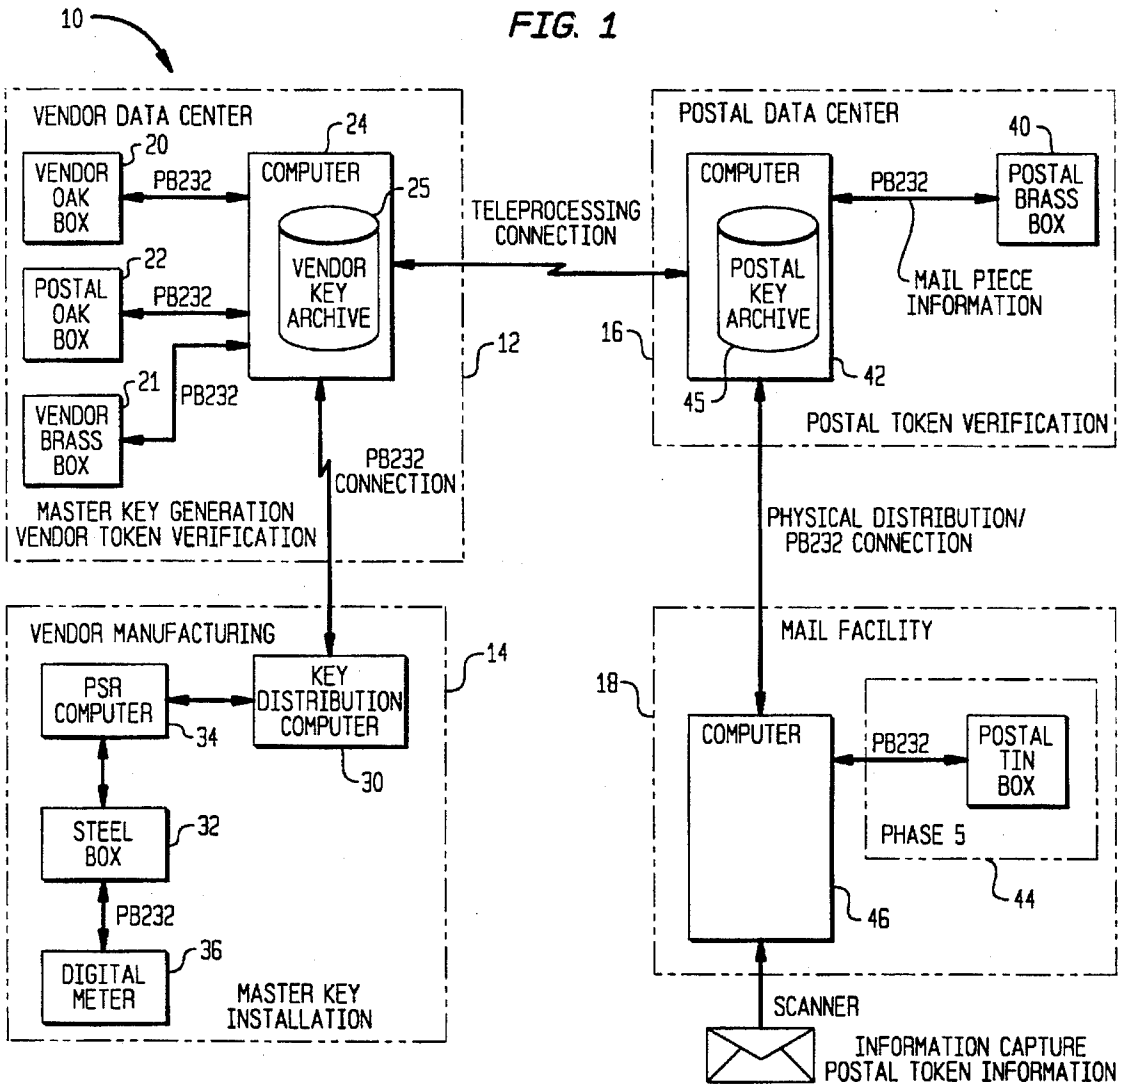 FIG. 1
10
VENDOR DATA CENTER
20
VENDOR
OAK
BOX
PB232
24
COMPUTER
25
VENDOR
KEY
ARCHIVE
22
POSTAL
OAK
BOX
PB232
21
VENDOR
BRASS
BOX
PB232
12
MASTER KEY GENERATION
VENDOR TOKEN VERIFICATION
TELEPROCESSING
CONNECTION
PB232
CONNECTION
POSTAL DATA CENTER
COMPUTER
POSTAL
KEY
ARCHIVE
40
POSTAL
BRASS
BOX
PB232
MAIL PIECE
INFORMATION
16
45
42
POSTAL TOKEN VERIFICATION
PHYSICAL DISTRIBUTION/
PB232 CONNECTION
VENDOR MANUFACTURING
14
PSR
COMPUTER
34
KEY
DISTRIBUTION
COMPUTER
30
STEEL
BOX
32
PB232
DIGITAL
METER
36
MASTER KEY
INSTALLATION
MAIL FACILITY
18
COMPUTER
PB232
POSTAL
TIN
BOX
PHASE 5
44
46
SCANNER
INFORMATION CAPTURE
POSTAL TOKEN INFORMATION